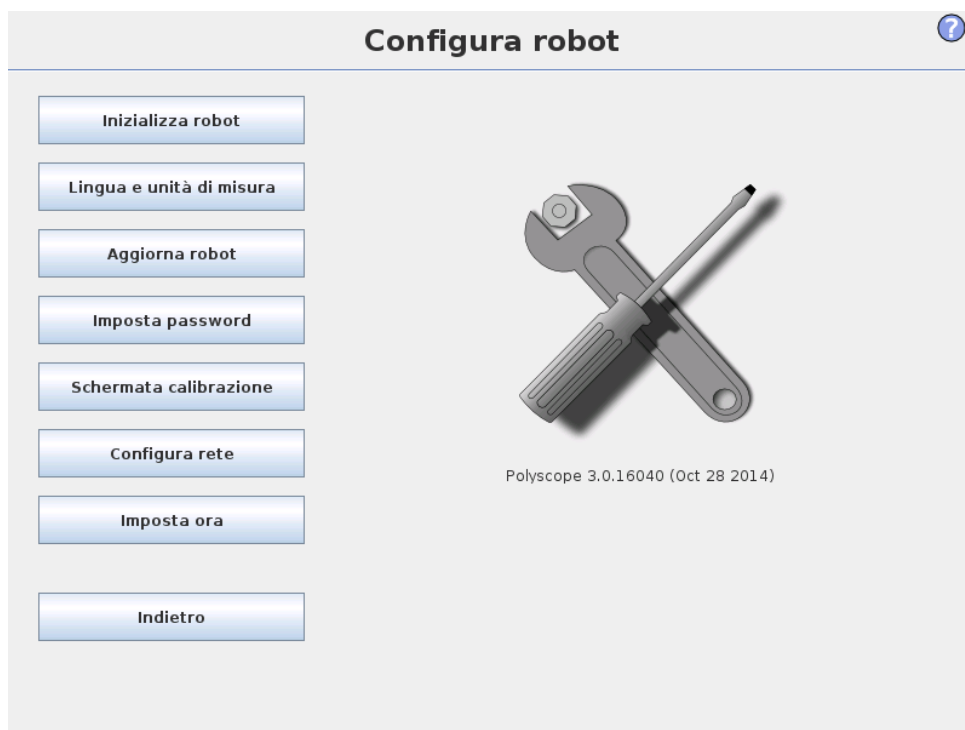 Configura robot
?
Inizializza robot
Lingua e unità di misura
Aggiorna robot
Imposta password
Schermata calibrazione
Configura rete
Imposta ora
Indietro
Polyscope 3.0.16040 (Oct 28 2014)